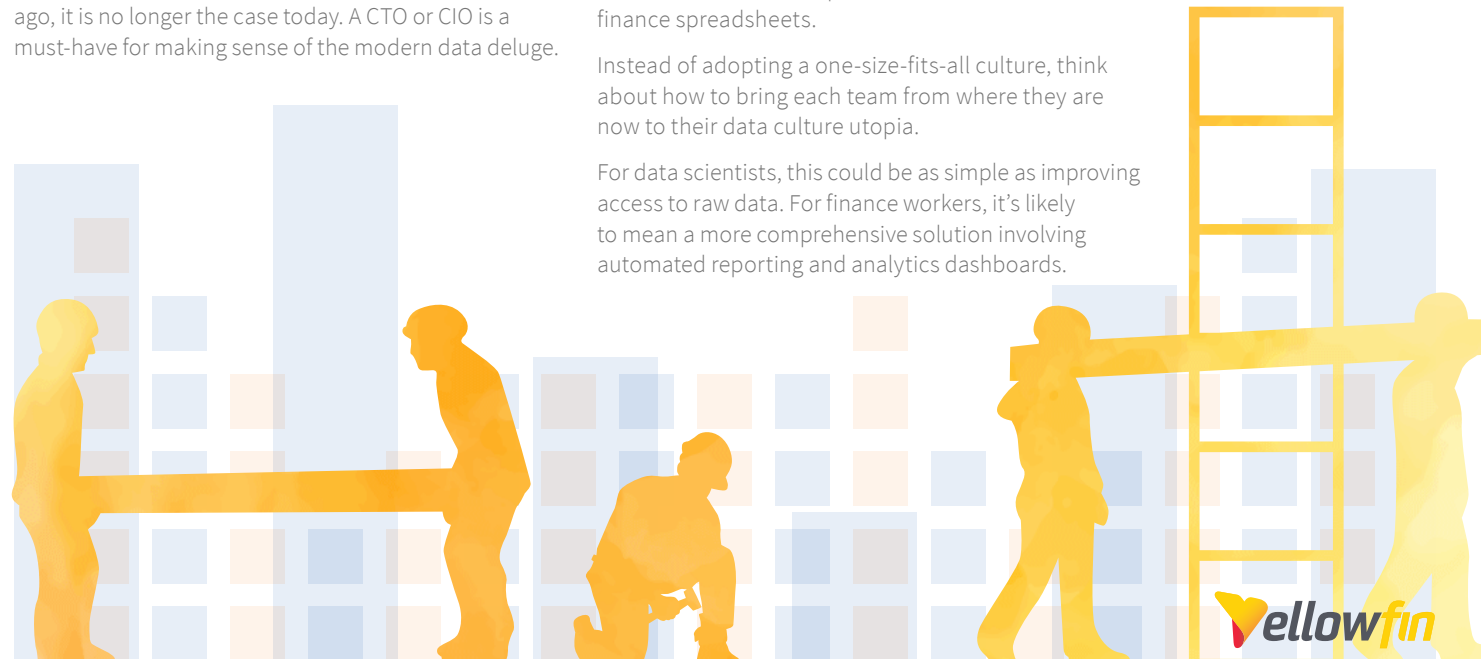 ago, it is no longer the case today. A CTO or CIO is a
must-have for making sense of the modern data deluge.
finance spreadsheets.
Instead of adopting a one-size-fits-all culture, think
about how to bring each team from where they are
now to their data culture utopia.
For data scientists, this could be as simple as improving
access to raw data. For finance workers, it’s likely
to mean a more comprehensive solution involving
automated reporting and analytics dashboards.
Yellowfin